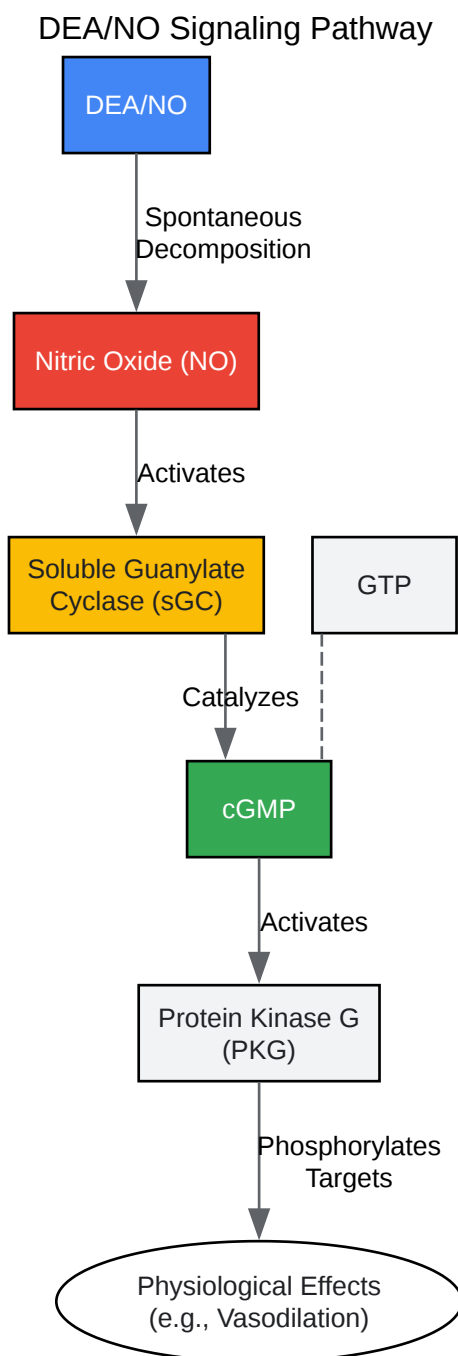 DEA/NO Signaling Pathway
DEA/NO
Spontaneous
Decomposition
Nitric Oxide (NO)
Activates
Soluble Guanylate
Cyclase (sGC)
GTP
Catalyzes
cGMP
Activates
Protein Kinase G
(PKG)
Phosphorylates
Targets
Physiological Effects
(e.g., Vasodilation)